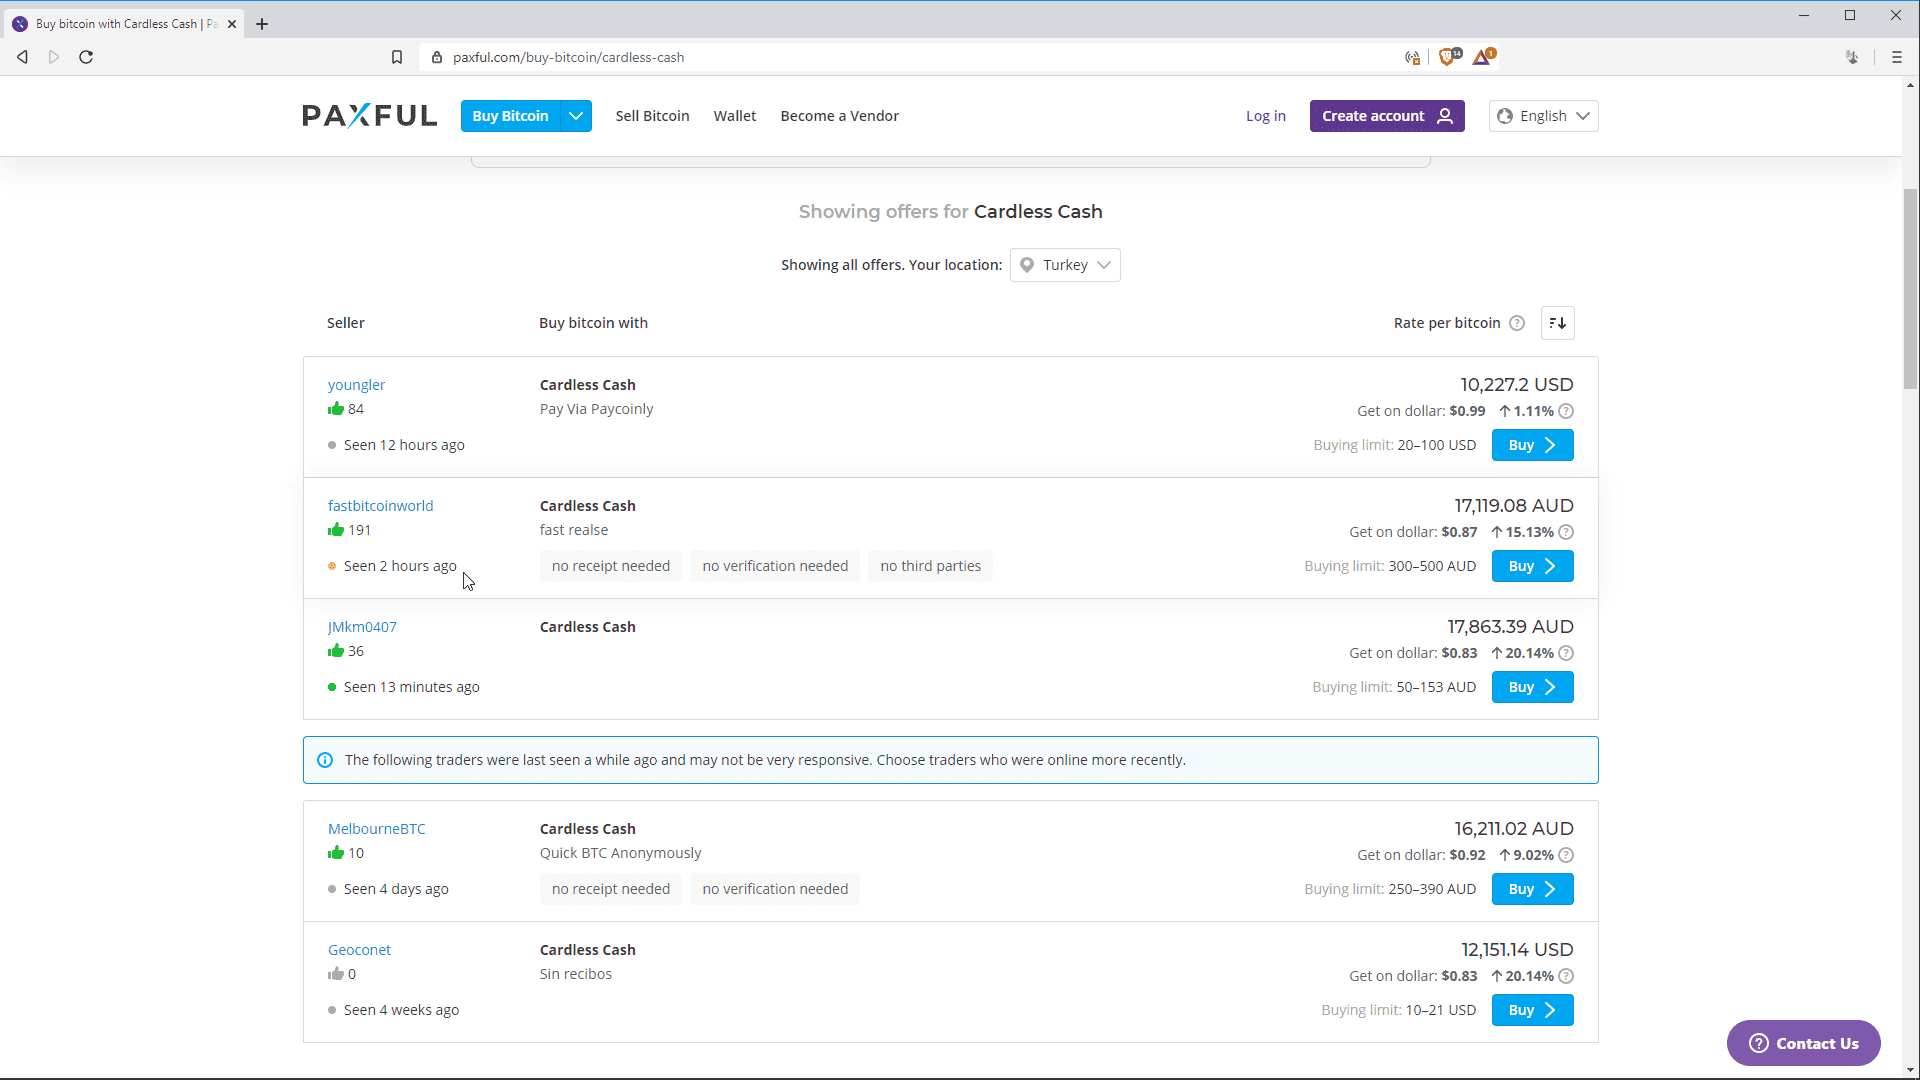 Buy bitcoin with Cardless Cash | Pa
paxful.com/buy-bitcoin/cardless-cash
14
1
PAXFUL
Buy Bitcoin
Sell Bitcoin
Wallet
Become a Vendor
Log in
Create account
English
Showing offers for Cardless Cash
Showing all offers. Your location: Turkey
Seller
Buy bitcoin with
Rate per bitcoin
youngler
Cardless Cash
10,227.2 USD
84
Pay Via Paycoinly
Get on dollar: $0.99 1.11%
Seen 12 hours ago
Buying limit: 20–100 USD
Buy
fastbitcoinworld
Cardless Cash
17,119.08 AUD
191
fast realse
Get on dollar: $0.87 15.13%
Seen 2 hours ago
no receipt needed
no verification needed
no third parties
Buying limit: 300–500 AUD
Buy
JMkm0407
Cardless Cash
17,863.39 AUD
36
Get on dollar: $0.83 20.14%
Seen 13 minutes ago
Buying limit: 50–153 AUD
Buy
The following traders were last seen a while ago and may not be very responsive. Choose traders who were online more recently.
MelbourneBTC
Cardless Cash
16,211.02 AUD
10
Quick BTC Anonymously
Get on dollar: $0.92 9.02%
Seen 4 days ago
no receipt needed
no verification needed
Buying limit: 250–390 AUD
Buy
Geoconet
Cardless Cash
12,151.14 USD
0
Sin recibos
Get on dollar: $0.83 20.14%
Seen 4 weeks ago
Buying limit: 10–21 USD
Buy
Contact Us